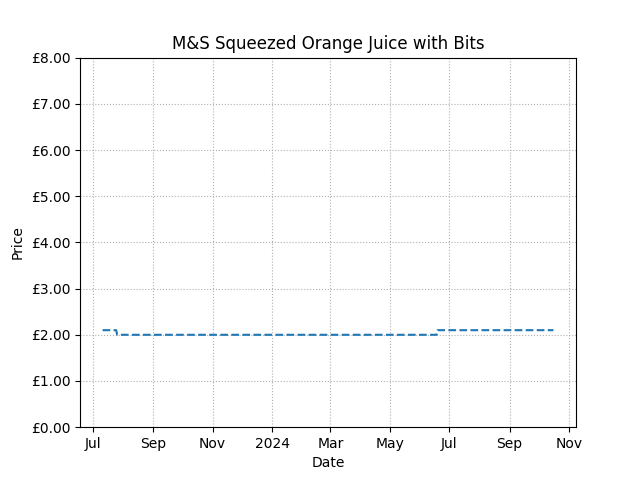 M&S Squeezed Orange Juice with Bits
£8.00
£7.00
£6.00
£5.00
£4.00
£3.00
£2.00
£1.00
£0.00
Price
Jul Sep Nov 2024 Mar May Jul Sep Nov
Date